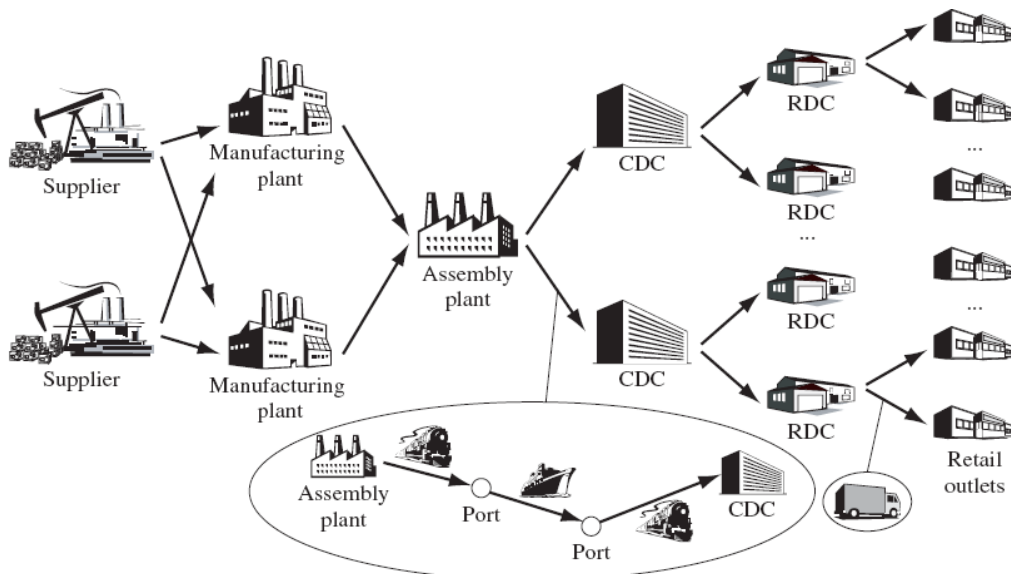 RDC
CDC
Supplier
Manufacturing
plant
RDC
...
...
Assembly
plant
RDC
...
Supplier
Manufacturing
plant
CDC
RDC
Retail
outlets
Assembly
plant
Port
CDC
Port